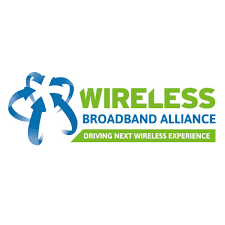 WIRELESS
BROADBAND ALLIANCE
DRIVING NEXT WIRELESS EXPERIENCE